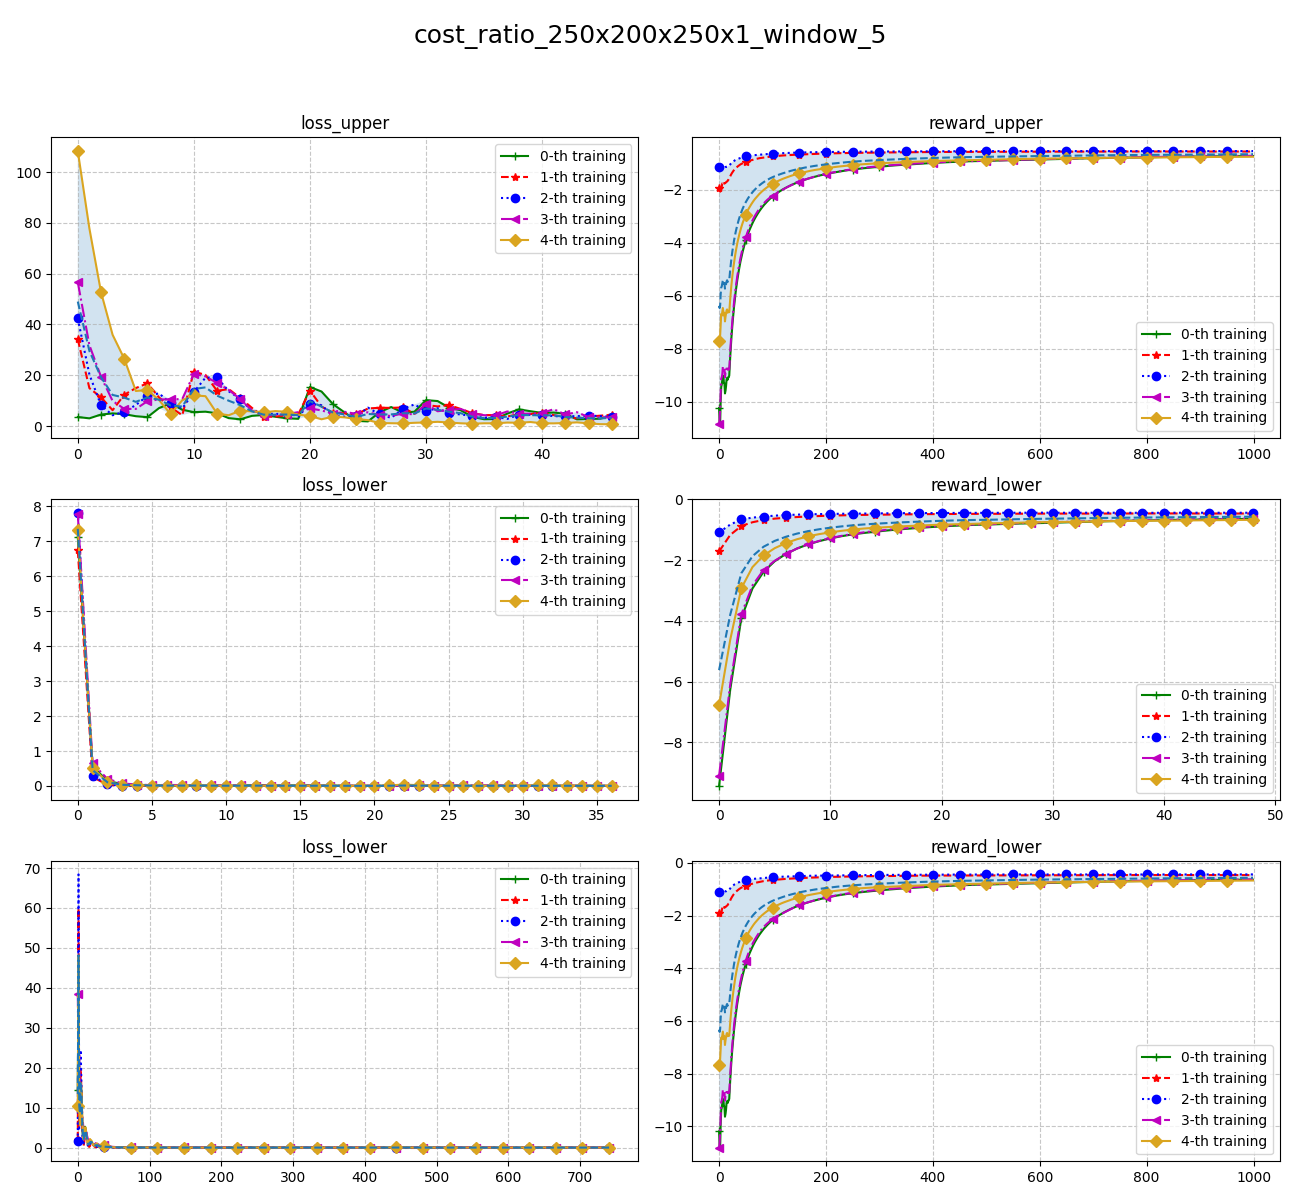 cost_ratio_250x200x250x1_window_5
loss_upper
100
80
60
40
20
0
0 10 20 30 40
0-th training
1-th training
2-th training
3-th training
4-th training
reward_upper
−2
−4
−6
−8
−10
0 200 400 600 800 1000
0-th training
1-th training
2-th training
3-th training
4-th training
loss_lower
8
7
6
5
4
3
2
1
0
0 5 10 15 20 25 30 35
0-th training
1-th training
2-th training
3-th training
4-th training
reward_lower
0
−2
−4
−6
−8
0 10 20 30 40 50
0-th training
1-th training
2-th training
3-th training
4-th training
loss_lower
70
60
50
40
30
20
10
0
0 100 200 300 400 500 600 700
0-th training
1-th training
2-th training
3-th training
4-th training
reward_lower
0
−2
−4
−6
−8
−10
0 200 400 600 800 1000
0-th training
1-th training
2-th training
3-th training
4-th training